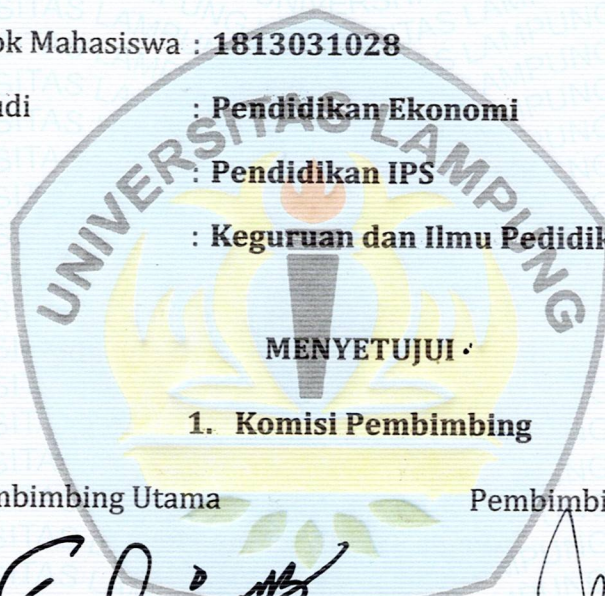 ok Mahasiswa : 1813031028
udi : Pendidikan Ekonomi
: Pendidikan IPS
: Keguruan dan Ilmu Pedidik
UNIVERSITAS LAMPUNG
MENYETUJUI
1. Komisi Pembimbing
mbimbing Utama Pembimbi